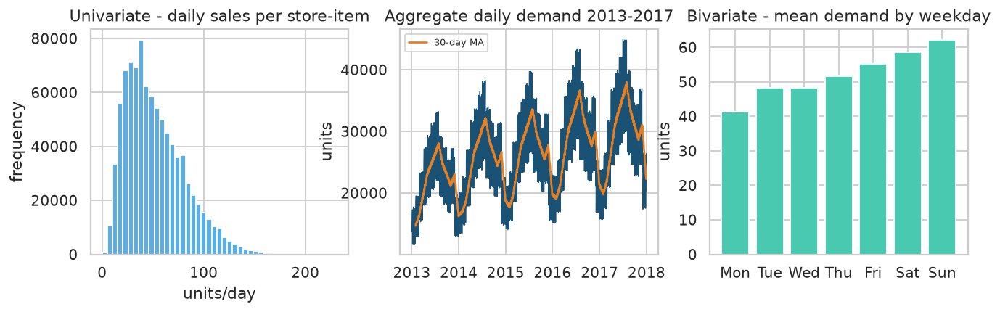 Univariate - daily sales per store-item
80000
60000
40000
20000
0
frequency
0 100 200
units/day
Aggregate daily demand 2013-2017
30-day MA
40000
30000
20000
units
2013 2014 2015 2016 2017 2018
Bivariate - mean demand by weekday
60
50
40
30
20
10
0
units
Mon Tue Wed Thu Fri Sat Sun